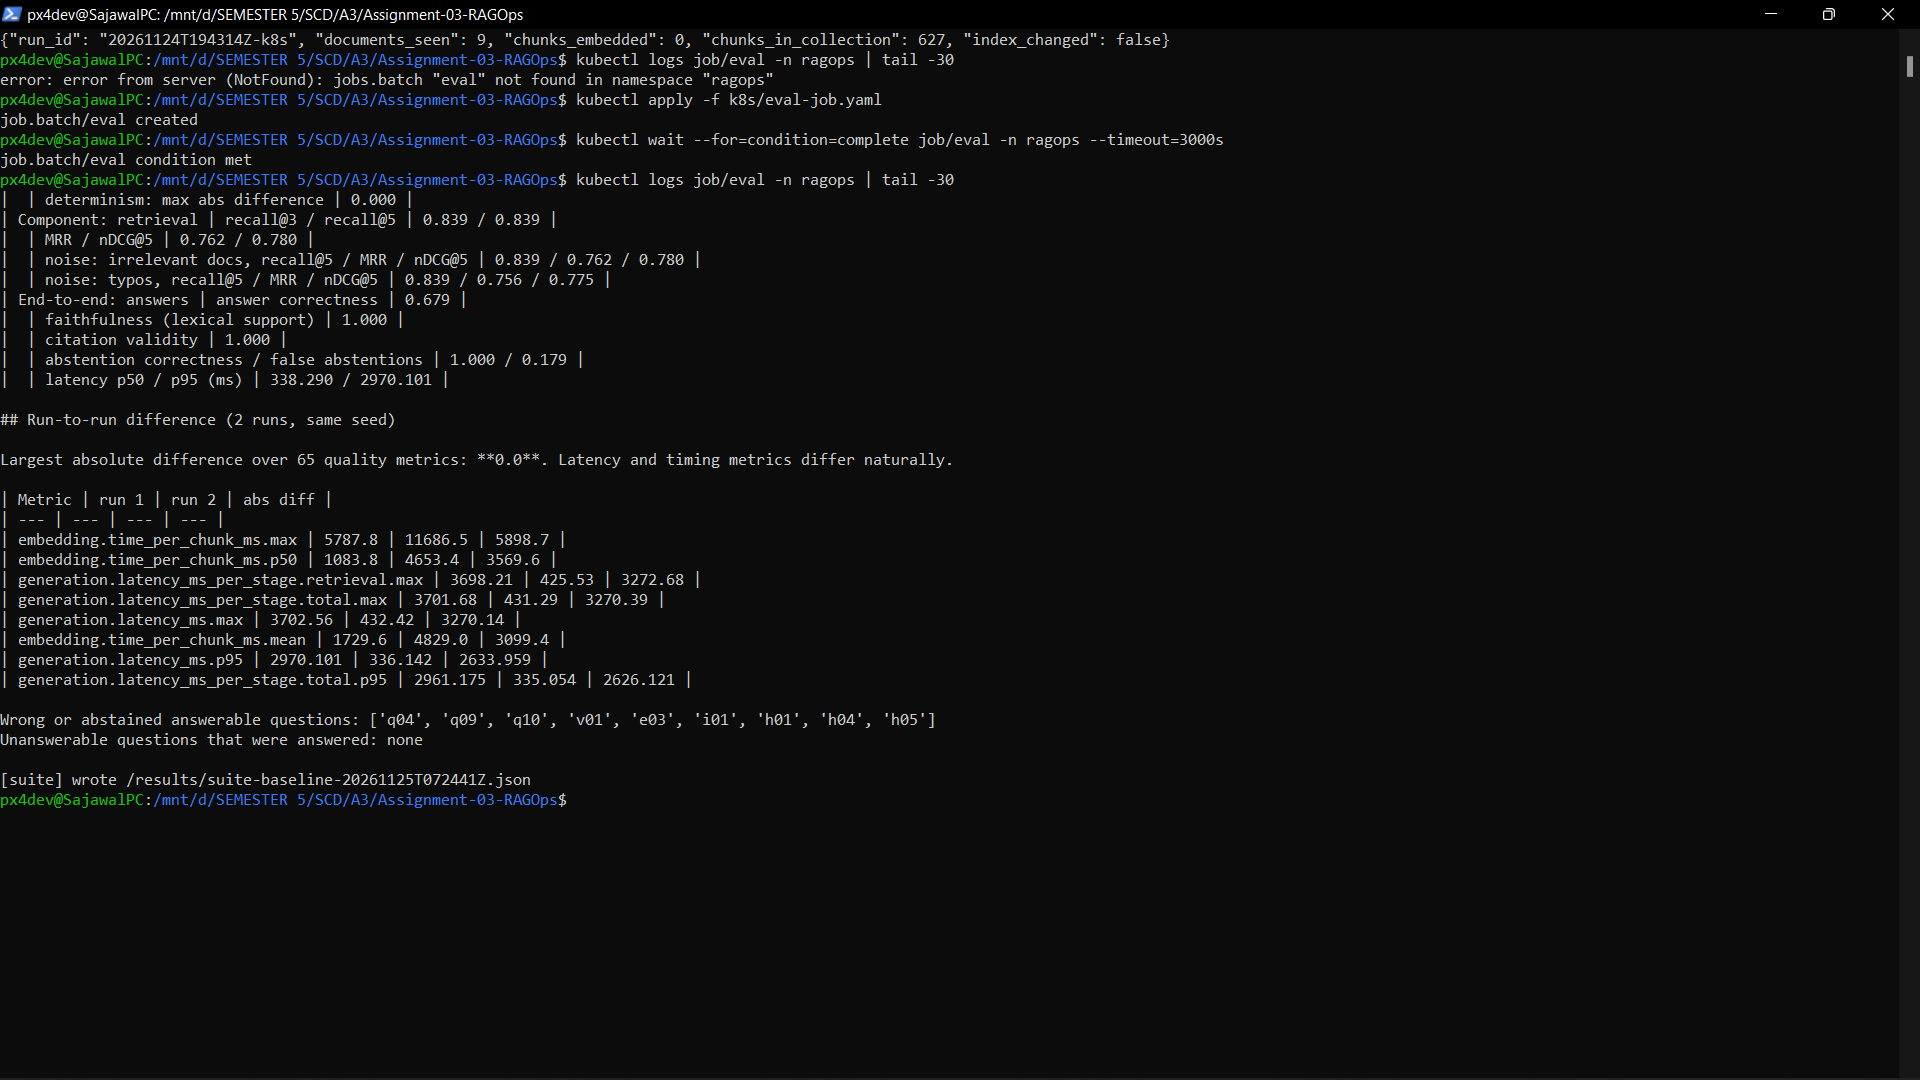 px4dev@SajawalPC: /mnt/d/SEMESTER 5/SCD/A3/Assignment-03-RAGOps
{"run_id": "20261124T194314Z-k8s", "documents_seen": 9, "chunks_embedded": 0, "chunks_in_collection": 627, "index_changed": false}
px4dev@SajawalPC:/mnt/d/SEMESTER 5/SCD/A3/Assignment-03-RAGOps$ kubectl logs job/eval -n ragops | tail -30
error: error from server (NotFound): jobs.batch "eval" not found in namespace "ragops"
px4dev@SajawalPC:/mnt/d/SEMESTER 5/SCD/A3/Assignment-03-RAGOps$ kubectl apply -f k8s/eval-job.yaml
job.batch/eval created
px4dev@SajawalPC:/mnt/d/SEMESTER 5/SCD/A3/Assignment-03-RAGOps$ kubectl wait --for=condition=complete job/eval -n ragops --timeout=3000s
job.batch/eval condition met
px4dev@SajawalPC:/mnt/d/SEMESTER 5/SCD/A3/Assignment-03-RAGOps$ kubectl logs job/eval -n ragops | tail -30
|  | determinism: max abs difference | 0.000 |
| Component: retrieval | recall@3 / recall@5 | 0.839 / 0.839 |
|  | MRR / nDCG@5 | 0.762 / 0.780 |
|  | noise: irrelevant docs, recall@5 / MRR / nDCG@5 | 0.839 / 0.762 / 0.780 |
|  | noise: typos, recall@5 / MRR / nDCG@5 | 0.839 / 0.756 / 0.775 |
| End-to-end: answers | answer correctness | 0.679 |
|  | faithfulness (lexical support) | 1.000 |
|  | citation validity | 1.000 |
|  | abstention correctness / false abstentions | 1.000 / 0.179 |
|  | latency p50 / p95 (ms) | 338.290 / 2970.101 |
## Run-to-run difference (2 runs, same seed)
Largest absolute difference over 65 quality metrics: **0.0**. Latency and timing metrics differ naturally.
| Metric | run 1 | run 2 | abs diff |
| --- | --- | --- | --- |
| embedding.time_per_chunk_ms.max | 5787.8 | 11686.5 | 5898.7 |
| embedding.time_per_chunk_ms.p50 | 1083.8 | 4653.4 | 3569.6 |
| generation.latency_ms_per_stage.retrieval.max | 3698.21 | 425.53 | 3272.68 |
| generation.latency_ms_per_stage.total.max | 3701.68 | 431.29 | 3270.39 |
| generation.latency_ms.max | 3702.56 | 432.42 | 3270.14 |
| embedding.time_per_chunk_ms.mean | 1729.6 | 4829.0 | 3099.4 |
| generation.latency_ms.p95 | 2970.101 | 336.142 | 2633.959 |
| generation.latency_ms_per_stage.total.p95 | 2961.175 | 335.054 | 2626.121 |
Wrong or abstained answerable questions: ['q04', 'q09', 'q10', 'v01', 'e03', 'i01', 'h01', 'h04', 'h05']
Unanswerable questions that were answered: none
[suite] wrote /results/suite-baseline-20261125T072441Z.json
px4dev@SajawalPC:/mnt/d/SEMESTER 5/SCD/A3/Assignment-03-RAGOps$